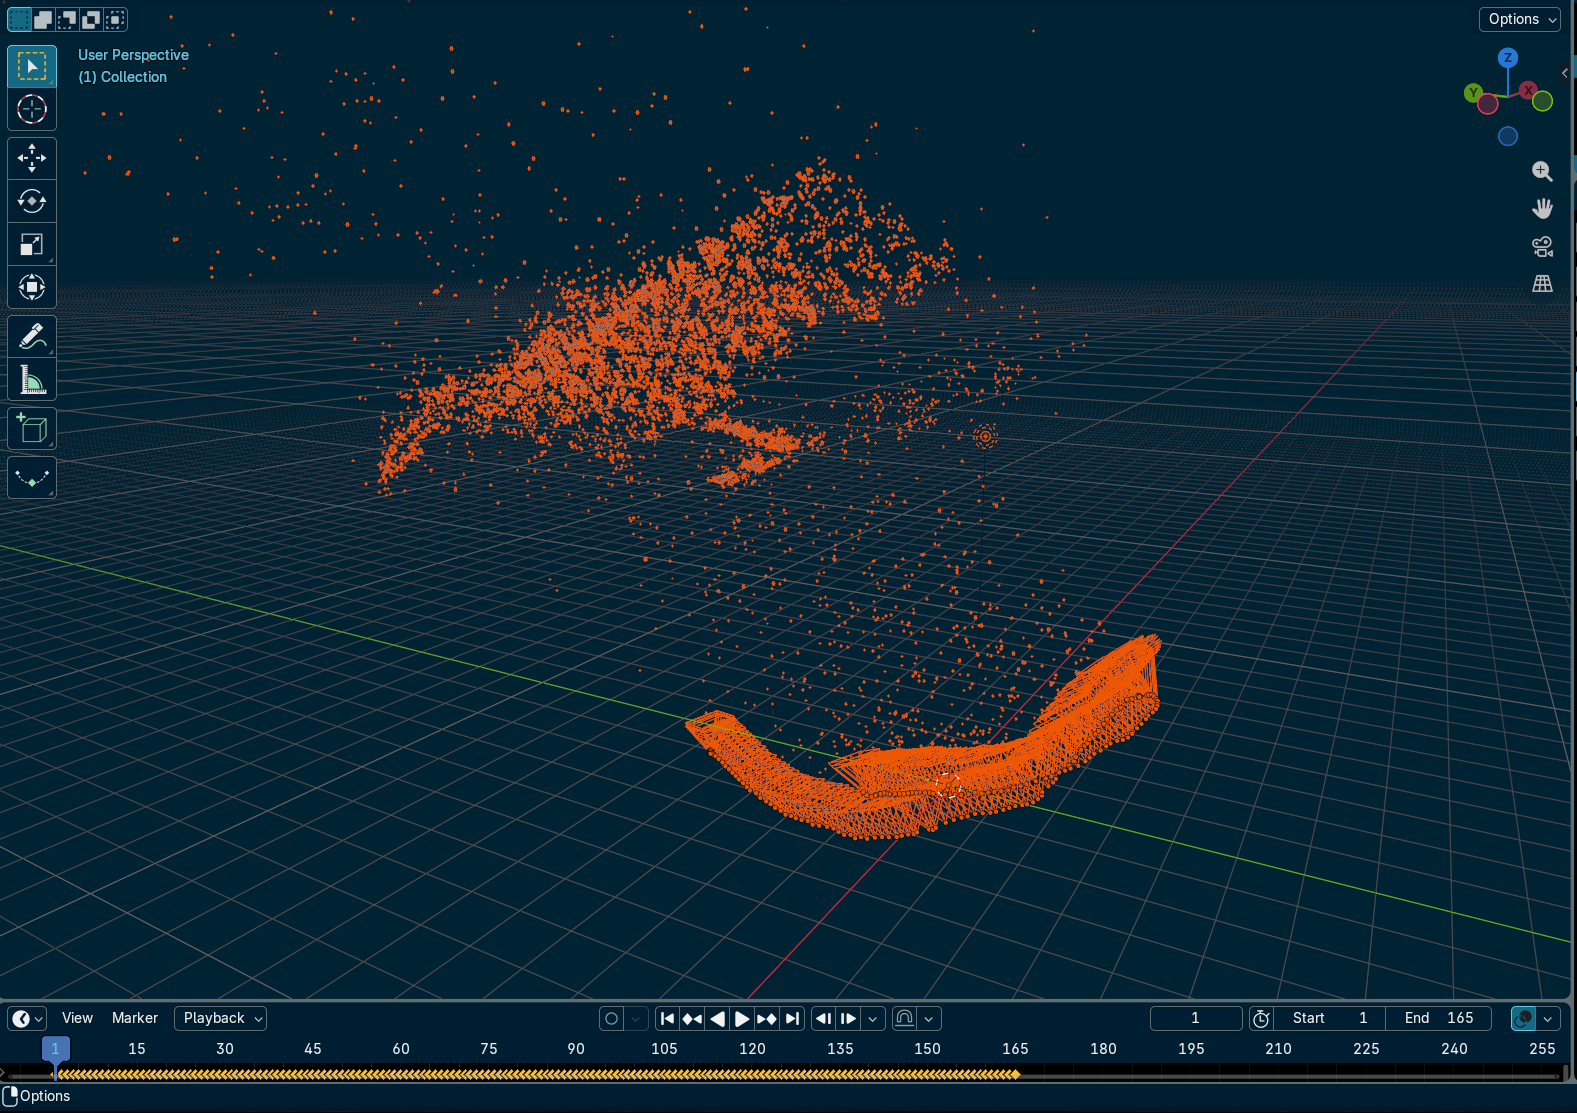 Options
User Perspective
(1) Collection
Z
Y
X
View Marker Playback
1
Start 1
End 165
1 15 30 45 60 75 90 105 120 135 150 165 180 195 210 225 240 255
Options